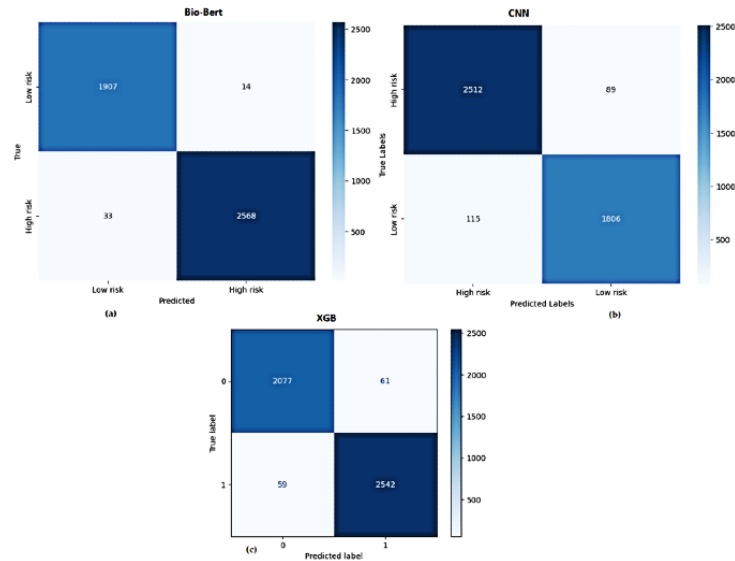 Bio-Bert
Low risk
High risk
True
1907
14
33
2568
2500
2000
1500
1000
500
Low risk
High risk
Predicted
(a)
CNN
High risk
Low risk
True Labels
2512
89
115
1806
2500
2000
1500
1000
500
High risk
Low risk
Predicted Labels
(b)
XGB
0
1
True label
2077
61
59
2542
2500
2000
1500
1000
500
0
1
Predicted label
(c)